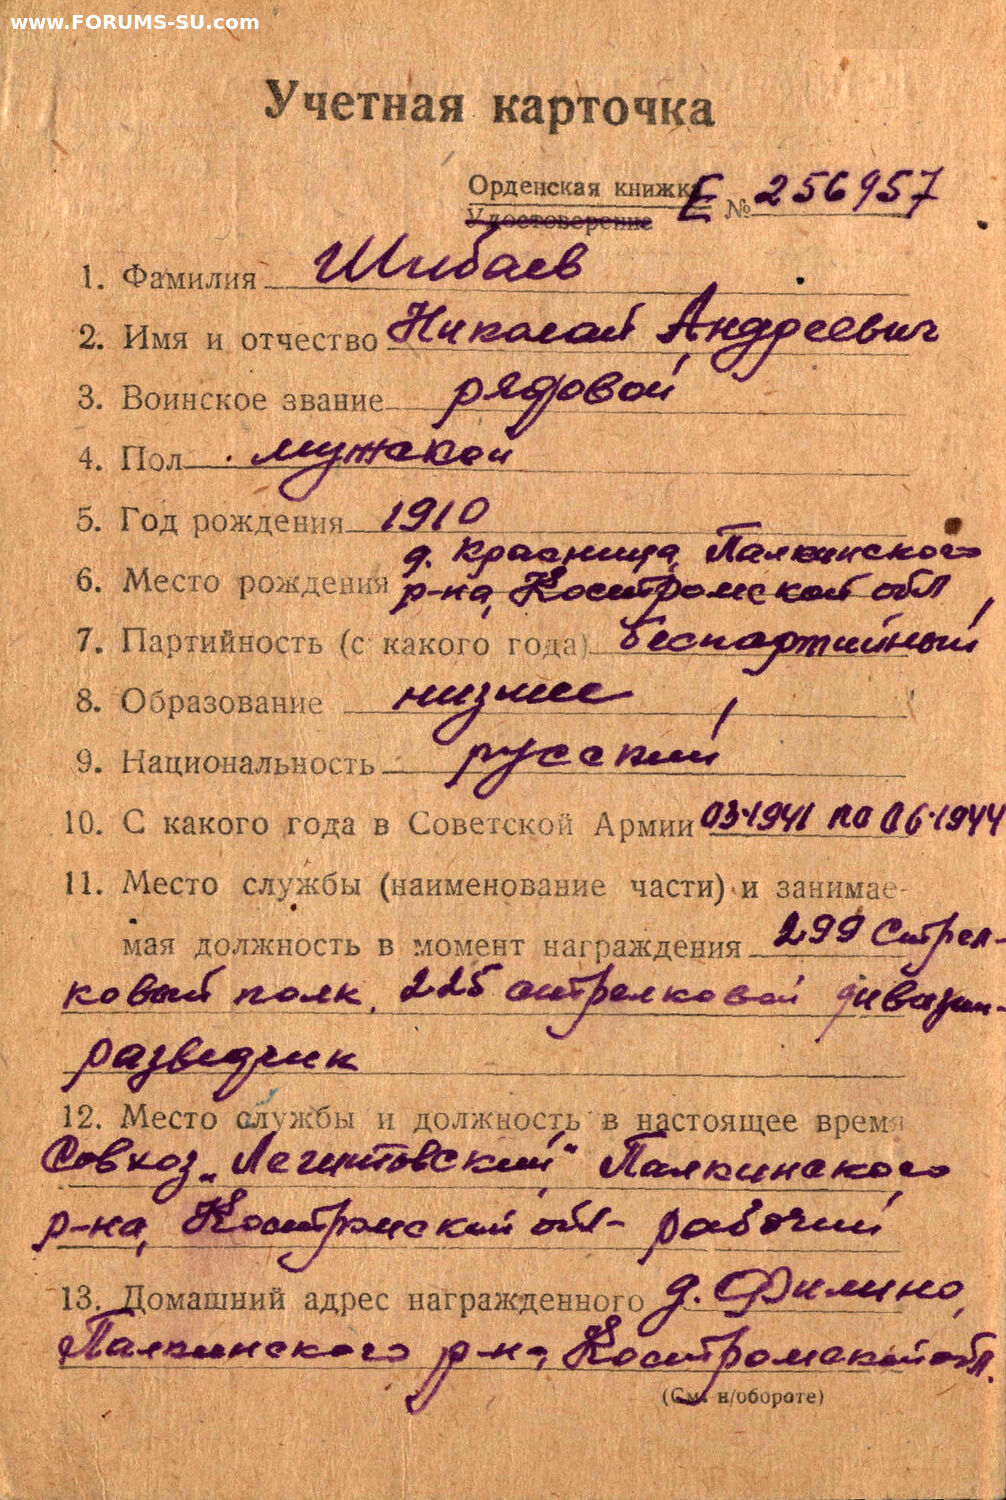 www.FORUMS-SU.com
Учетная карточка
Орденская книжка Е № 256957
Удостоверение
1. Фамилия Шибаев
2. Имя и отчество Николай Андреевич
3. Воинское звание рядовой
4. Пол мужской
5. Год рождения 1910
д. Красница, Палкинского
6. Место рождения р-на, Костромской обл
7. Партийность (с какого года) беспартийный
8. Образование низшее
9. Национальность русский
10. С какого года в Советской Армии 03.1941 по 06.1944
11. Место службы (наименование части) и занимае-
мая должность в момент награждения 299 стрел-
ковый полк, 225 стрелковой дивизии-
разведчик
12. Место службы и должность в настоящее время
Совхоз „Легитовский“ Палкинского
р-на, Костромской обл- рабочий
13. Домашний адрес награжденного д. Филино,
Палкинского р-на, Костромской обл.
(См. н/обороте)